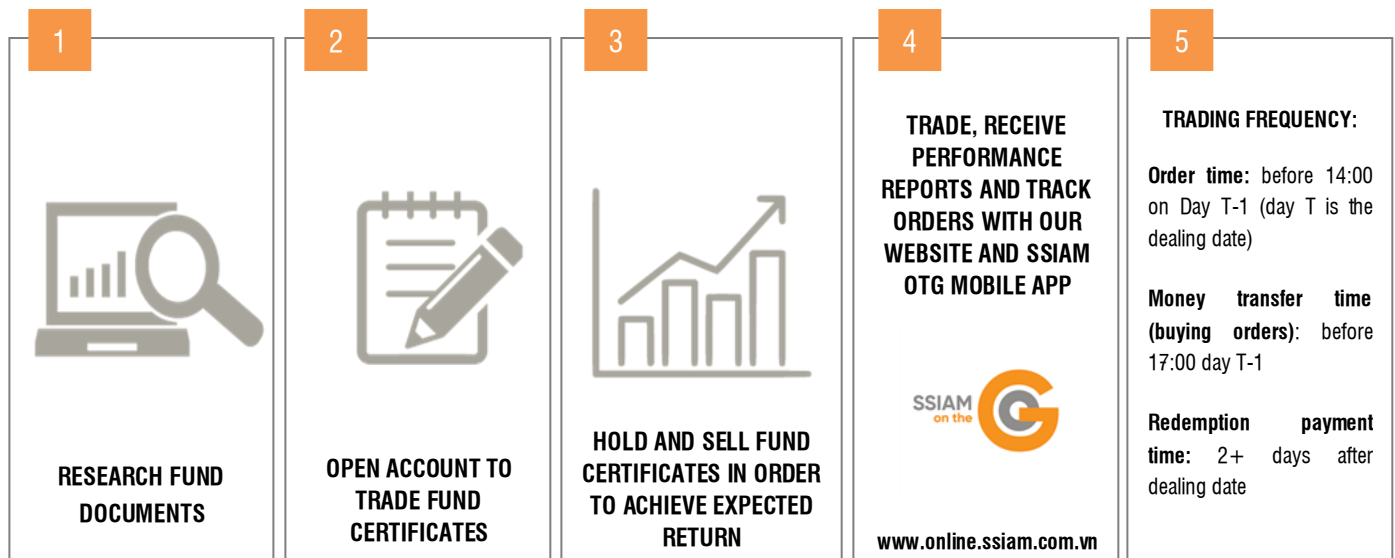 1
RESEARCH FUND
DOCUMENTS
2
OPEN ACCOUNT TO
TRADE FUND
CERTIFICATES
3
HOLD AND SELL FUND
CERTIFICATES IN ORDER
TO ACHIEVE EXPECTED
RETURN
4
TRADE, RECEIVE
PERFORMANCE
REPORTS AND TRACK
ORDERS WITH OUR
WEBSITE AND SSIAM
OTG MOBILE APP
SSIAM
on the
G
www.online.ssiam.com.vn
5
TRADING FREQUENCY:
Order time: before 14:00
on Day T-1 (day T is the
dealing date)
Money transfer time
(buying orders): before
17:00 day T-1
Redemption payment
time: 2+ days after
dealing date